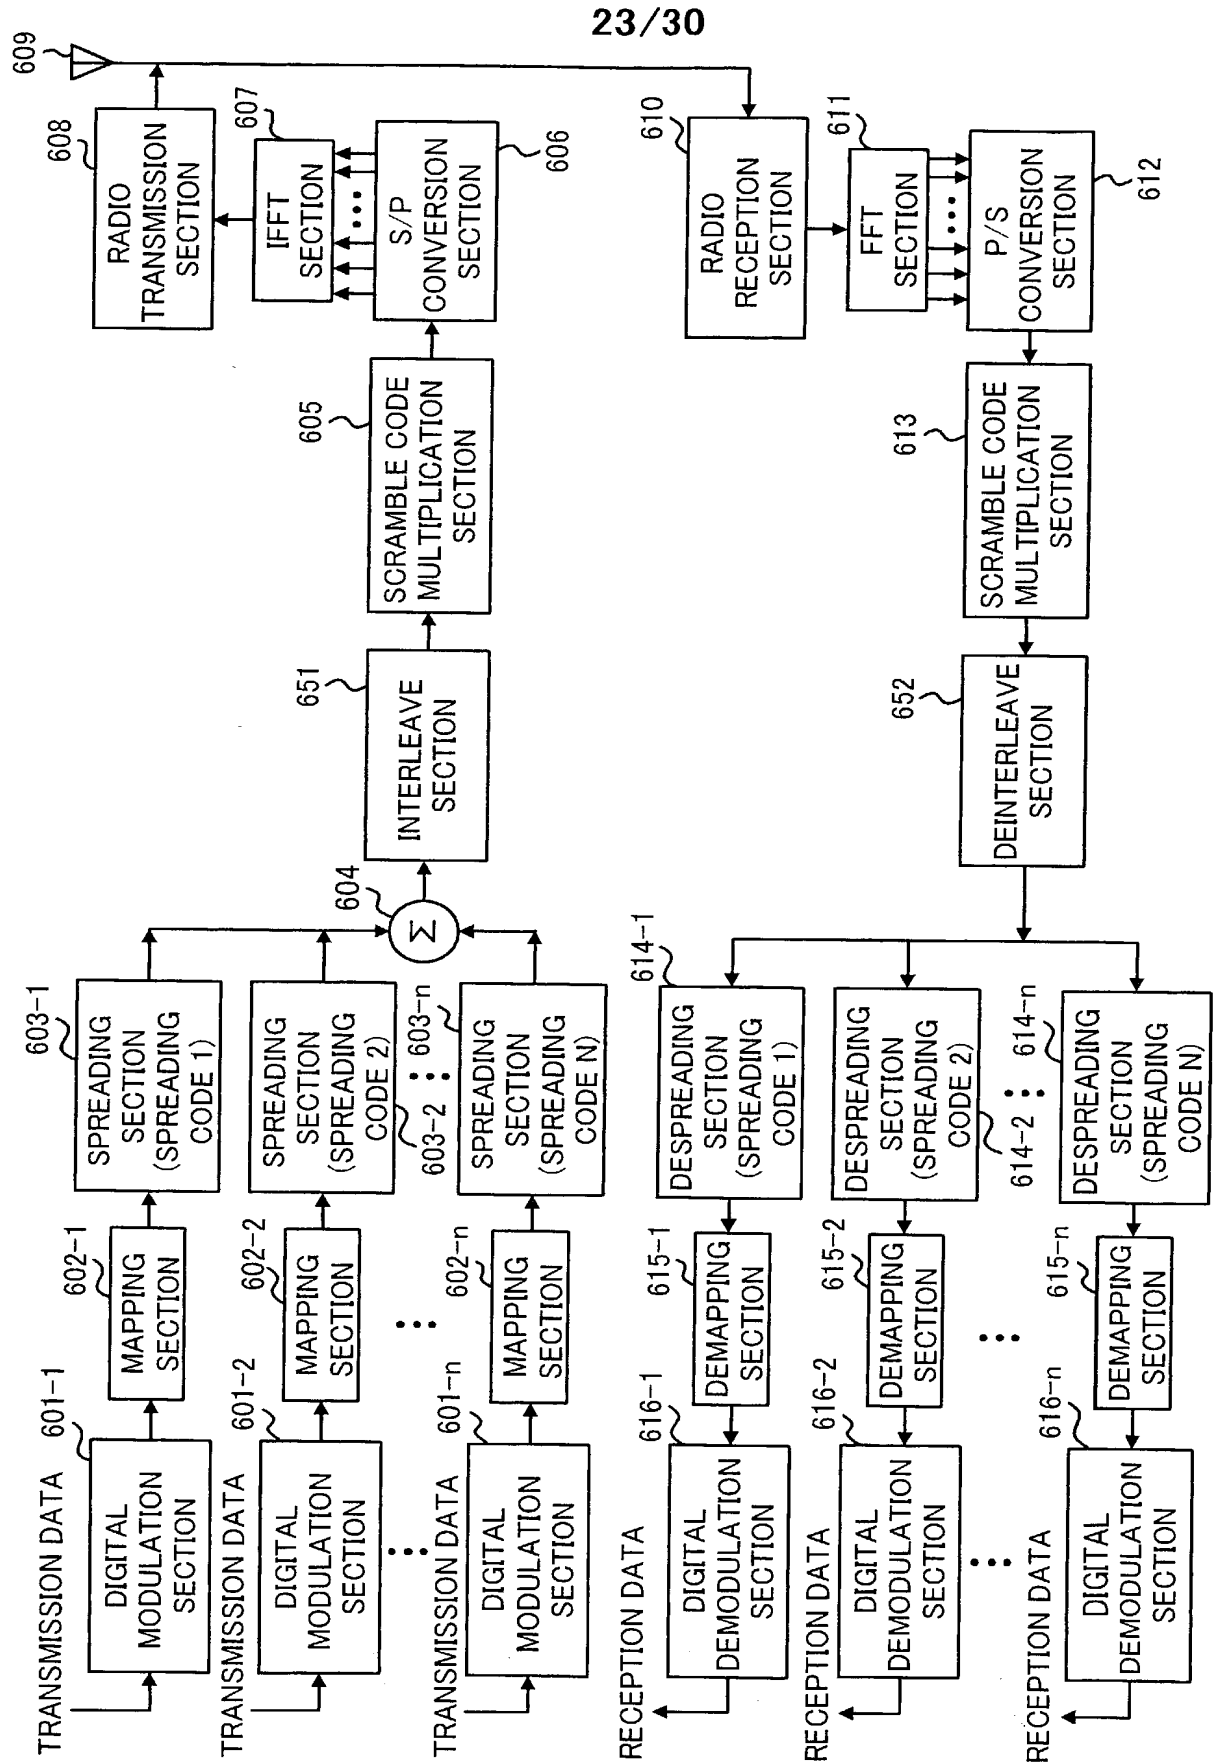 23/30
TRANSMISSION DATA
601-1
DIGITAL
MODULATION
SECTION
602-1
MAPPING
SECTION
603-1
SPREADING
SECTION
(SPREADING
CODE 1)
TRANSMISSION DATA
601-2
DIGITAL
MODULATION
SECTION
602-2
MAPPING
SECTION
SPREADING
SECTION
(SPREADING
CODE 2)
603-2
TRANSMISSION DATA
601-n
DIGITAL
MODULATION
SECTION
602-n
MAPPING
SECTION
603-n
SPREADING
SECTION
(SPREADING
CODE N)
604
Σ
651
INTERLEAVE
SECTION
605
SCRAMBLE CODE
MULTIPLICATION
SECTION
S/P
CONVERSION
SECTION
606
607
IFFT
SECTION
608
RADIO
TRANSMISSION
SECTION
609
610
RADIO
RECEPTION
SECTION
611
FFT
SECTION
P/S
CONVERSION
SECTION
612
613
SCRAMBLE CODE
MULTIPLICATION
SECTION
652
DEINTERLEAVE
SECTION
614-1
DESPREADING
SECTION
(SPREADING
CODE 1)
615-1
DEMAPPING
SECTION
616-1
DIGITAL
DEMODULATION
SECTION
RECEPTION DATA
DESPREADING
SECTION
(SPREADING
CODE 2)
614-2
615-2
DEMAPPING
SECTION
616-2
DIGITAL
DEMODULATION
SECTION
RECEPTION DATA
614-n
DESPREADING
SECTION
(SPREADING
CODE N)
615-n
DEMAPPING
SECTION
616-n
DIGITAL
DEMODULATION
SECTION
RECEPTION DATA